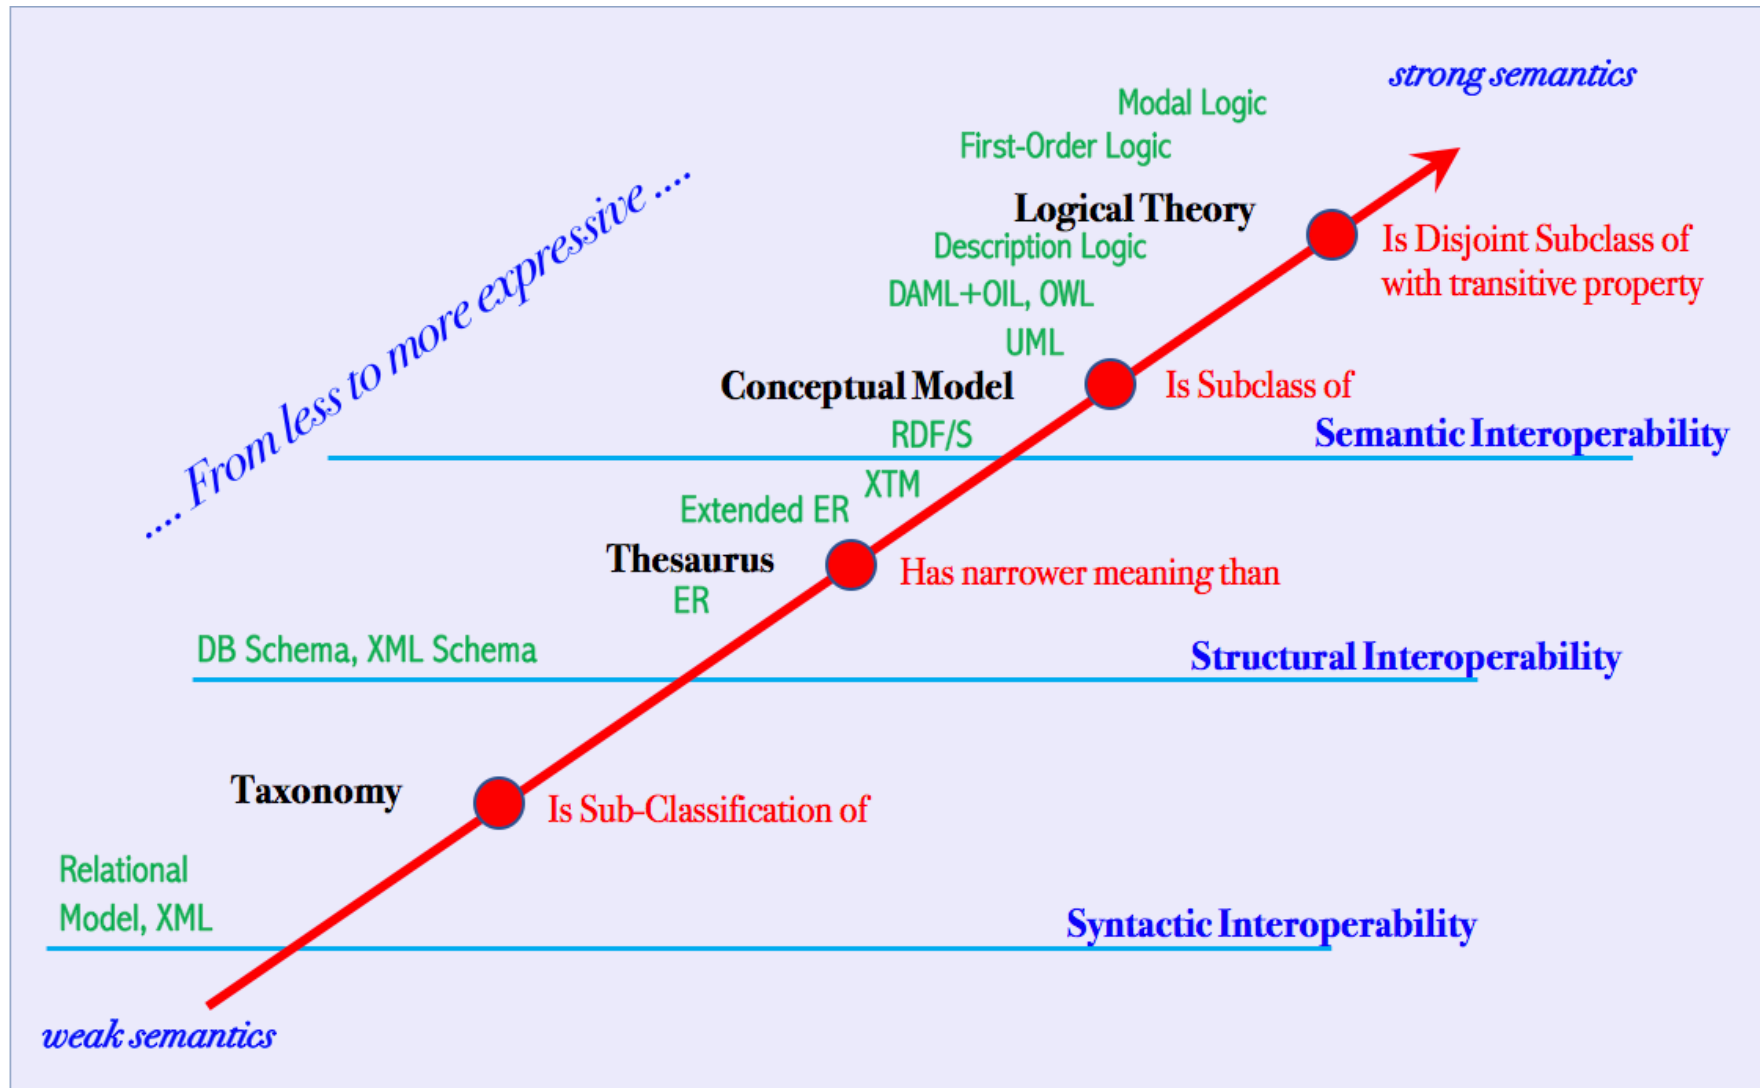 strong semantics
Modal Logic
First-Order Logic
.... From less to more expressive ....
Logical Theory
Is Disjoint Subclass of
with transitive property
Description Logic
DAML+OIL, OWL
UML
Conceptual Model
Is Subclass of
RDF/S
Semantic Interoperability
XTM
Extended ER
Thesaurus
Has narrower meaning than
ER
DB Schema, XML Schema
Structural Interoperability
Taxonomy
Is Sub-Classification of
Relational
Model, XML
Syntactic Interoperability
weak semantics